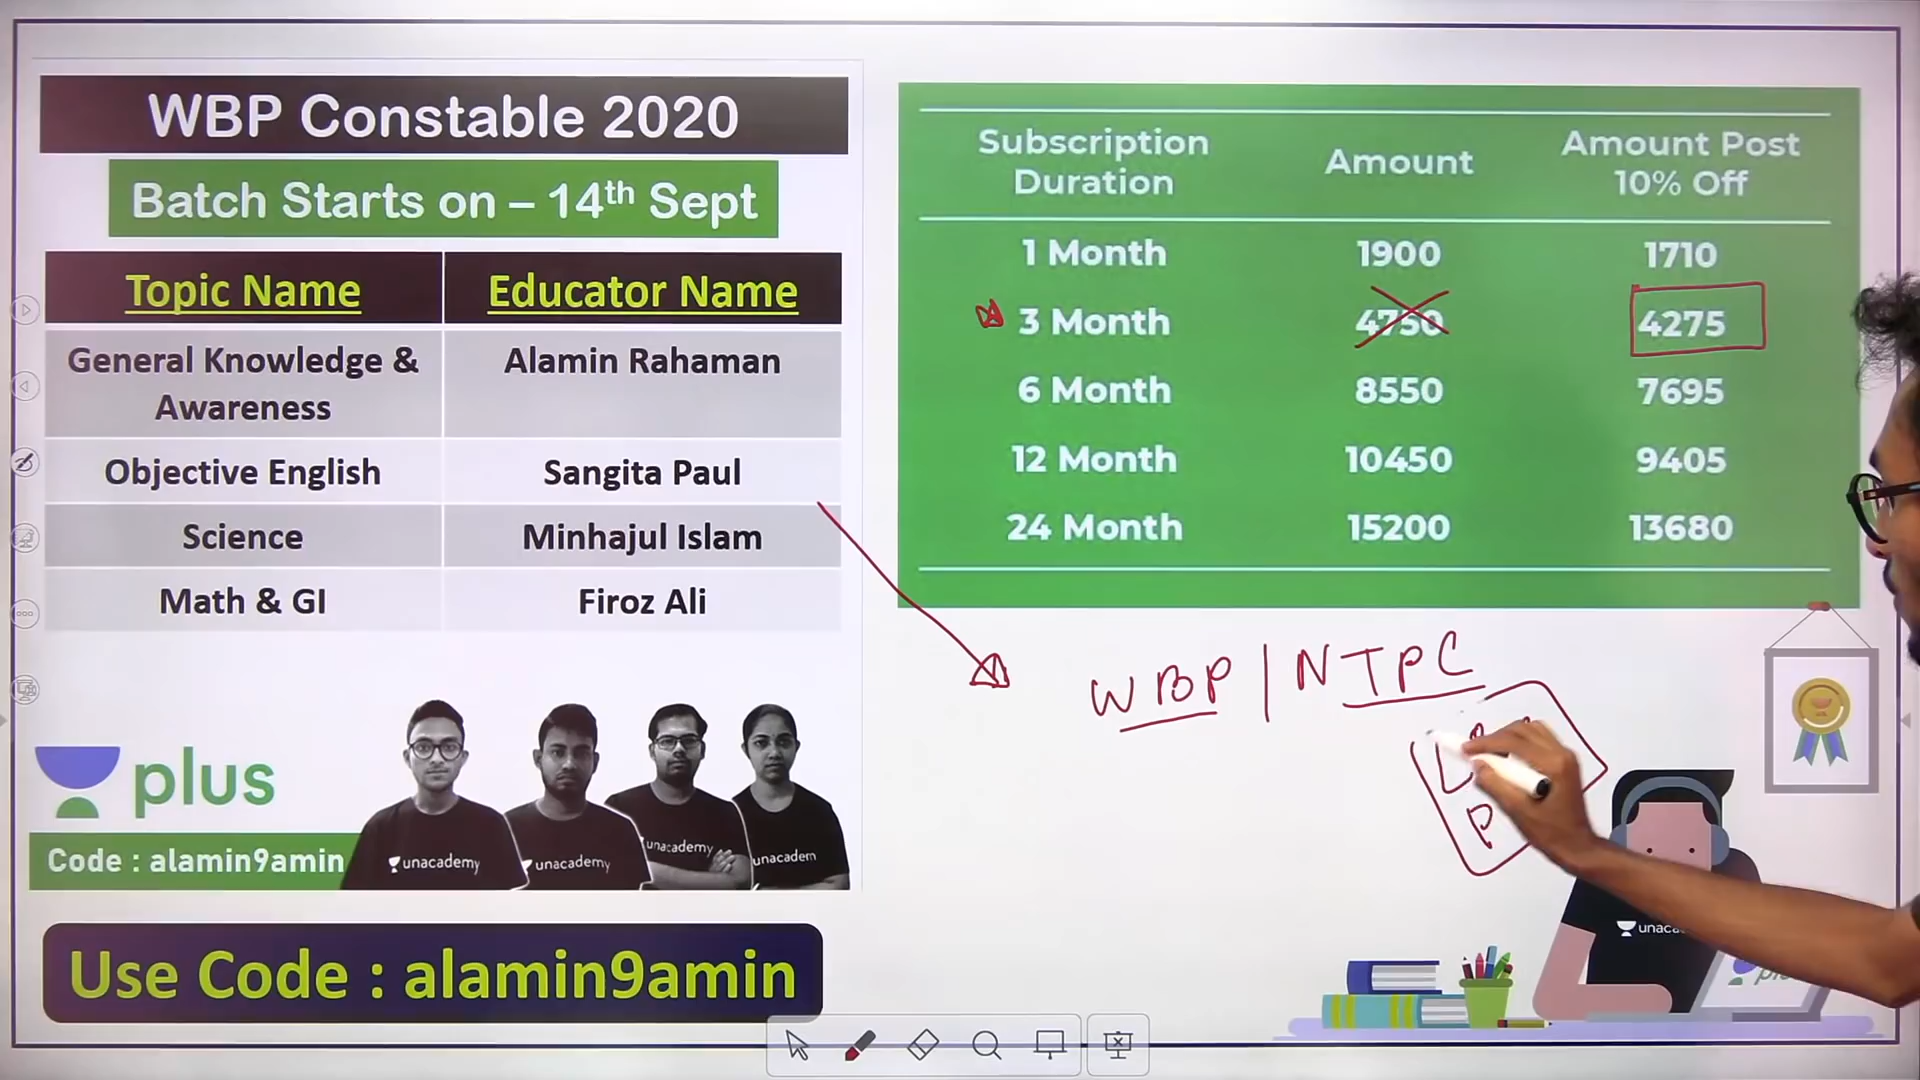 WBP Constable 2020
Batch Starts on – 14th Sept
Topic Name Educator Name
General Knowledge & Awareness Alamin Rahaman
Objective English Sangita Paul
Science Minhajul Islam
Math & GI Firoz Ali
plus
Code : alamin9amin
unacademy
unacademy
unacademy
unacadem
Use Code : alamin9amin
Subscription Duration Amount Amount Post 10% Off
1 Month 1900 1710
3 Month 4750 4275
6 Month 8550 7695
12 Month 10450 9405
24 Month 15200 13680
WBP | NTPC
P
unaca
plus